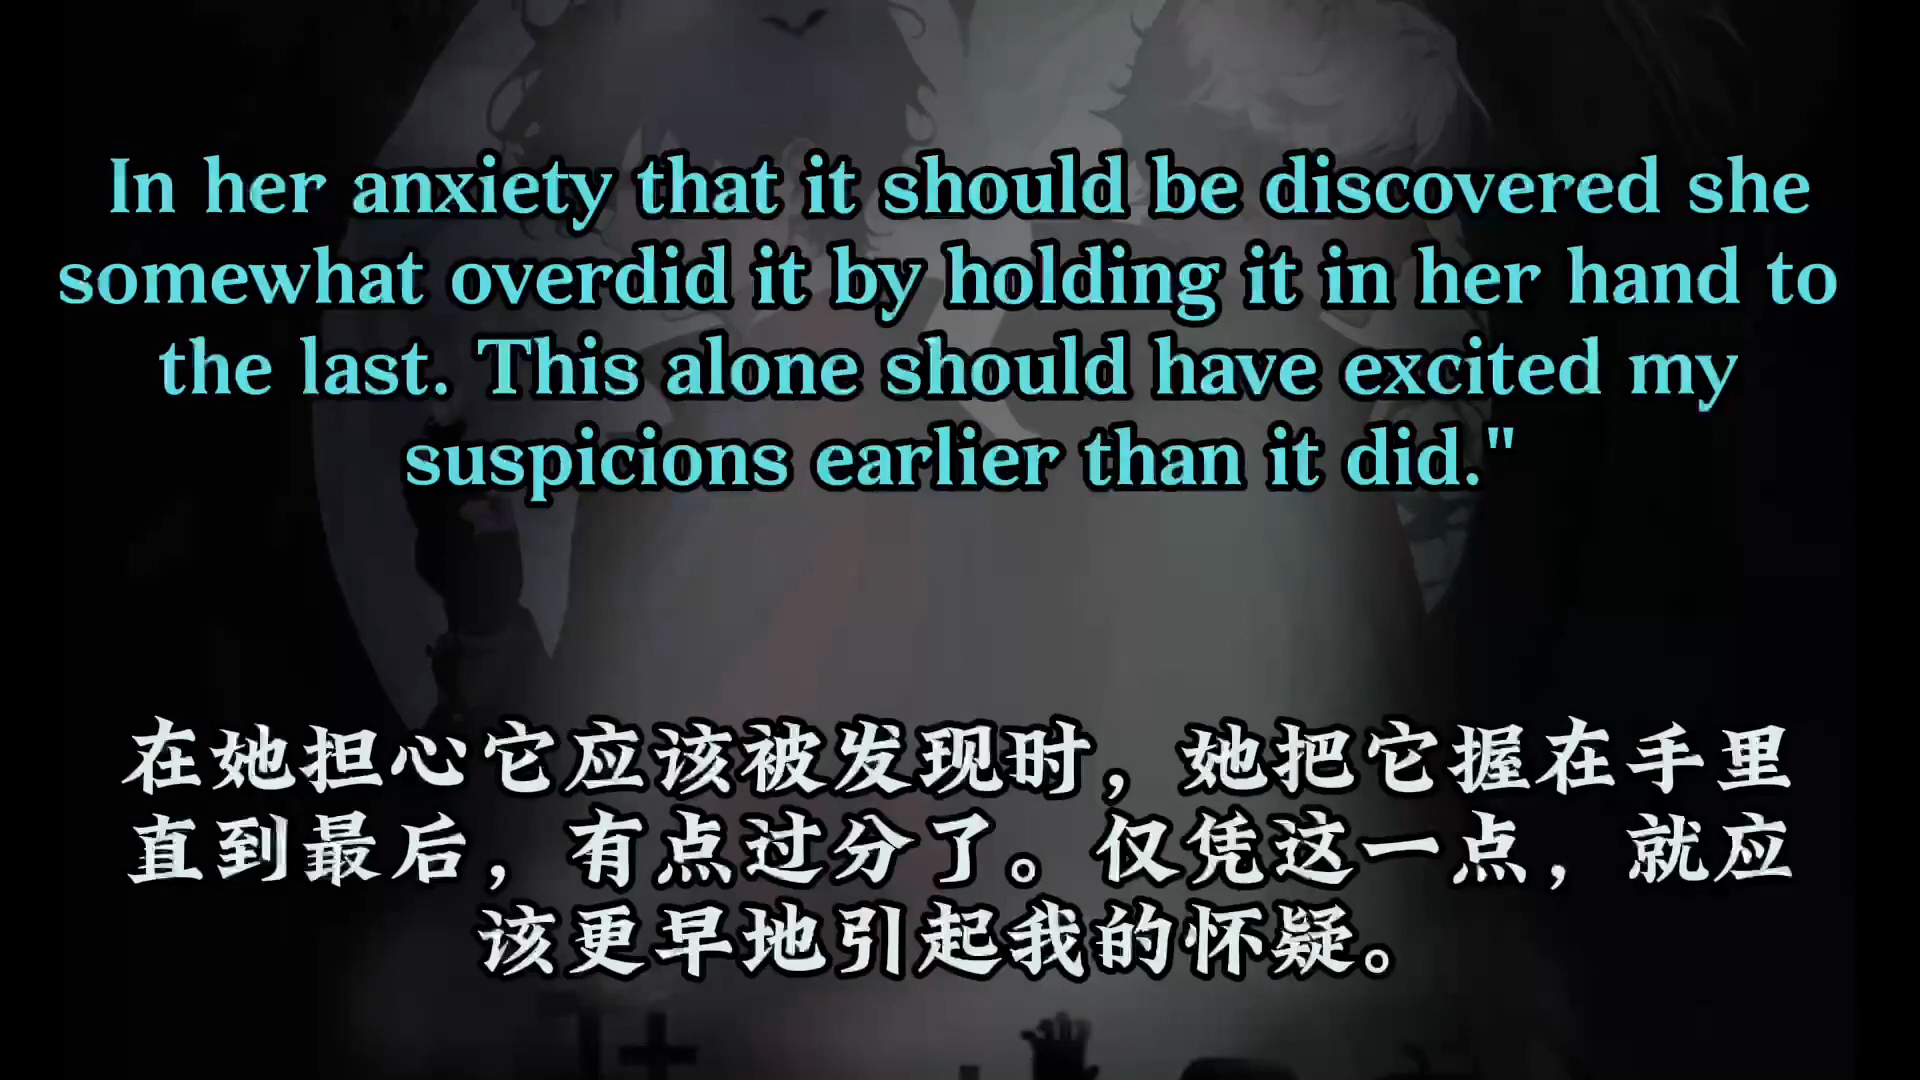 In her anxiety that it should be discovered she
somewhat overdid it by holding it in her hand to
the last. This alone should have excited my
suspicions earlier than it did."
在她担心它应该被发现时，她把它握在手里
直到最后，有点过分了。仅凭这一点，就应
该更早地引起我的怀疑。